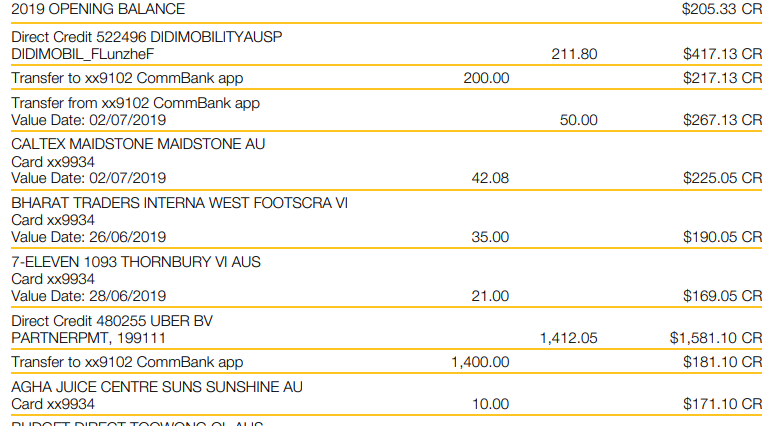 2019 OPENING BALANCE $205.33 CR
Direct Credit 522496 DIDIMOBILITYAUSP
DIDIMOBIL_FLunzheF 211.80 $417.13 CR
Transfer to xx9102 CommBank app 200.00 $217.13 CR
Transfer from xx9102 CommBank app
Value Date: 02/07/2019 50.00 $267.13 CR
CALTEX MAIDSTONE MAIDSTONE AU
Card xx9934
Value Date: 02/07/2019 42.08 $225.05 CR
BHARAT TRADERS INTERNA WEST FOOTSCRA VI
Card xx9934
Value Date: 26/06/2019 35.00 $190.05 CR
7-ELEVEN 1093 THORNBURY VI AUS
Card xx9934
Value Date: 28/06/2019 21.00 $169.05 CR
Direct Credit 480255 UBER BV
PARTNERPMT, 199111 1,412.05 $1,581.10 CR
Transfer to xx9102 CommBank app 1,400.00 $181.10 CR
AGHA JUICE CENTRE SUNS SUNSHINE AU
Card xx9934 10.00 $171.10 CR